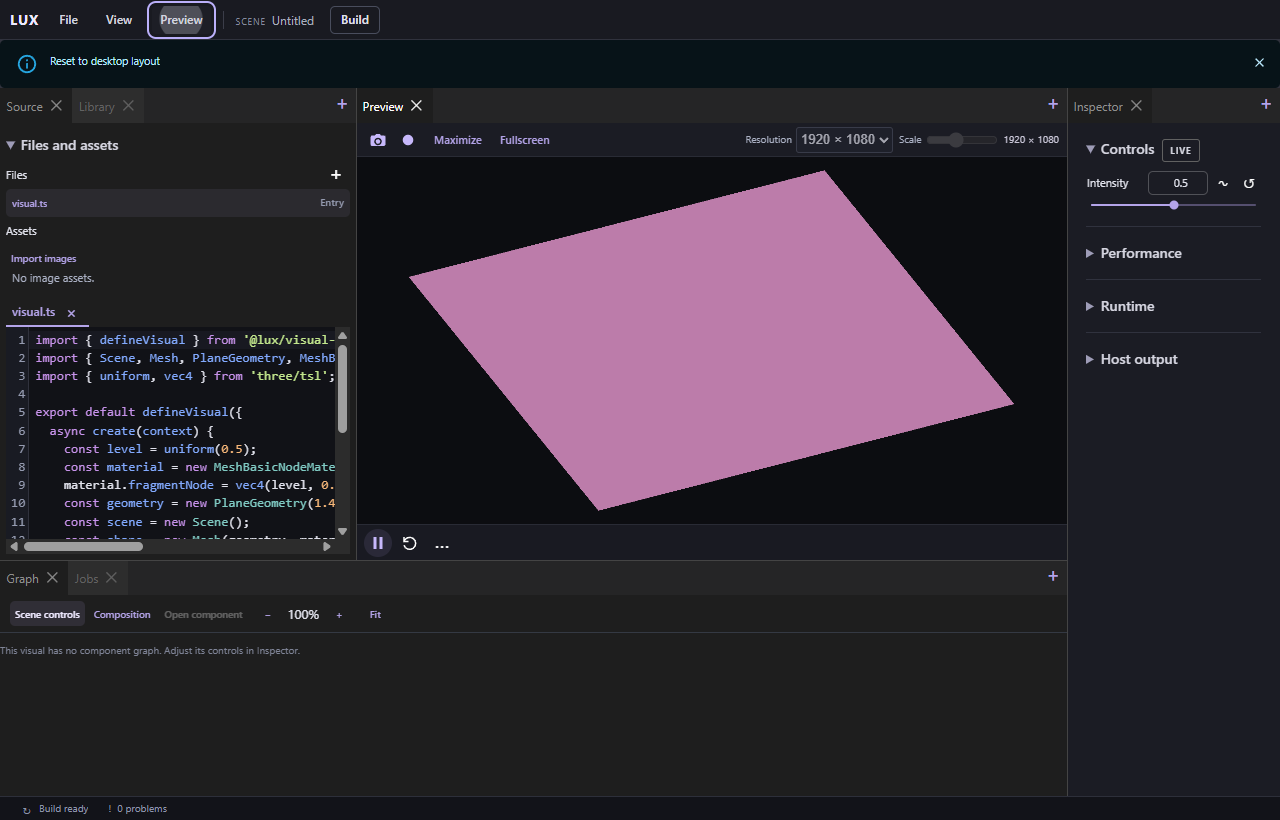 LUX File View Preview SCENE Untitled Build
Reset to desktop layout
Source Library
Files and assets
Files
visual.ts Entry
Assets
Import images
No image assets.
visual.ts
1 import { defineVisual } from '@lux/visual-
2 import { Scene, Mesh, PlaneGeometry, MeshB
3 import { uniform, vec4 } from 'three/tsl';
4
5 export default defineVisual({
6 async create(context) {
7 const level = uniform(0.5);
8 const material = new MeshBasicNodeMate
9 material.fragmentNode = vec4(level, 0.
10 const geometry = new PlaneGeometry(1.4
11 const scene = new Scene();
Preview
Maximize Fullscreen Resolution 1920 × 1080 Scale 1920 × 1080
...
Inspector
Controls LIVE
Intensity 0.5
Performance
Runtime
Host output
Graph Jobs
Scene controls Composition Open component − 100% + Fit
This visual has no component graph. Adjust its controls in Inspector.
Build ready ! 0 problems